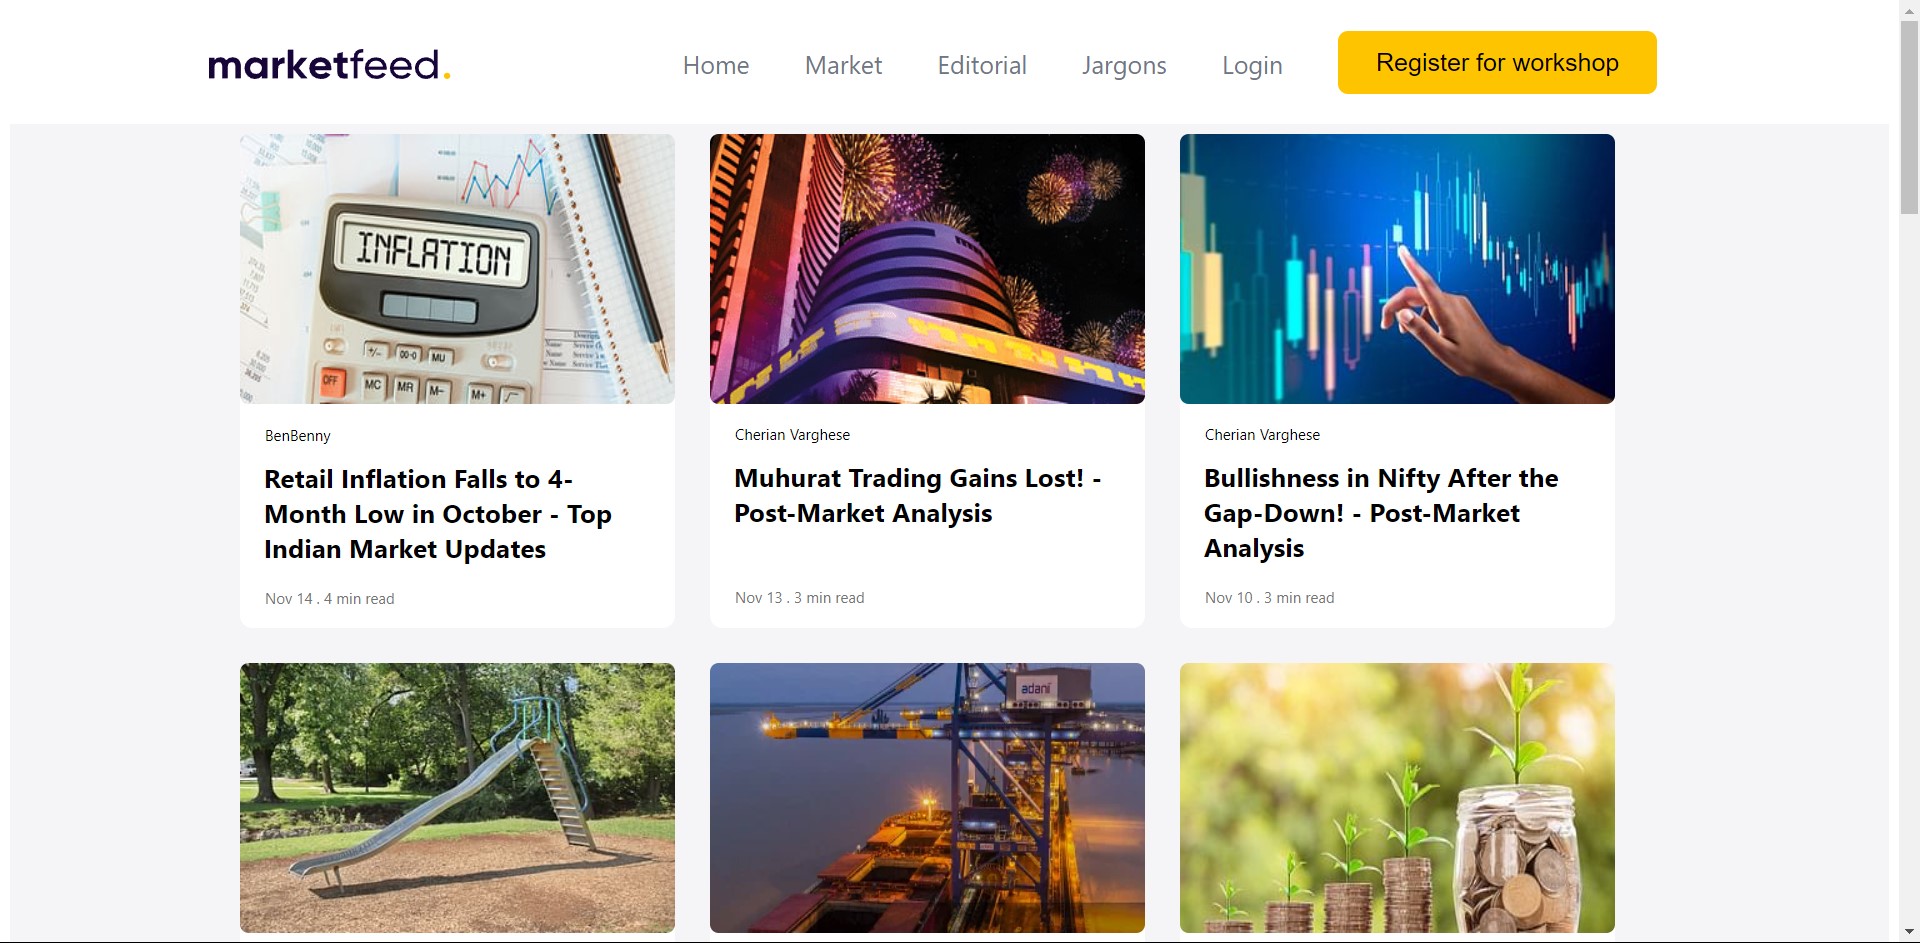 marketfeed.
Home Market Editorial Jargons Login Register for workshop
INFLATION
OFF MC MR M- M+
+/- 00-0 MU
BenBenny
Retail Inflation Falls to 4-
Month Low in October - Top
Indian Market Updates
Nov 14 . 4 min read
Cherian Varghese
Muhurat Trading Gains Lost! -
Post-Market Analysis
Nov 13 . 3 min read
Cherian Varghese
Bullishness in Nifty After the
Gap-Down! - Post-Market
Analysis
Nov 10 . 3 min read
adani